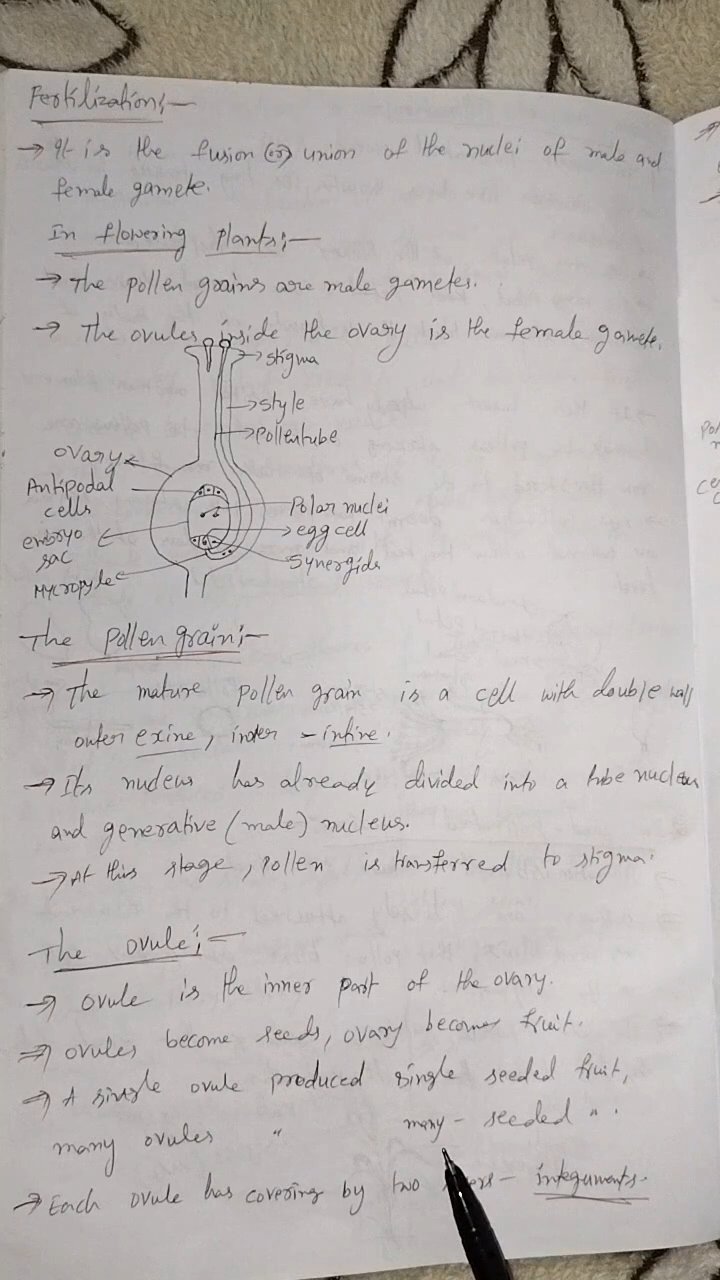 Fertilization:-
→ It is the fusion (or) union of the nulei of male and
female gamete.
In flowering plants:-
→ The pollen grains are male gametes.
→ The ovules inside the ovary is the female gamete.
→ stigma
→ style
→ pollentube
ovary
Antipodal
cells
embryo
sac
Mycropyle
Polar nuclei
→ egg cell
Synergids
The Pollen grain:-
→ The mature pollen grain is a cell with double wall
outer exine, inner - intine.
→ Its nucleus has already divided into a tube nucleus
and generative (male) nucleus.
→ At this stage, Pollen is transferred to stigma.
The ovule:-
→ ovule is the inner part of the ovary.
⇒ ovules become seeds, ovary becomes fruit.
→ A single ovule produced single seeded fruit,
many ovules " many - seeded " .
→ Each ovule has covering by two - integuments.